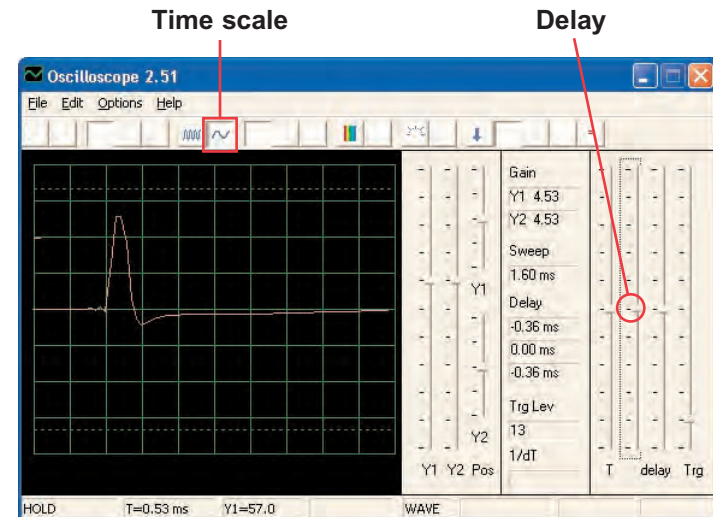 Time scale
Delay
Oscilloscope 2.51
File Edit Options Help
Gain
Y1 4.53
Y2 4.53
Sweep
1.60 ms
Y1
Delay
-0.36 ms
0.00 ms
-0.36 ms
Trg Lev
13
Y2
1/dT
Y1 Y2 Pos
T delay Trg
HOLD T=0.53 ms Y1=57.0 WAVE